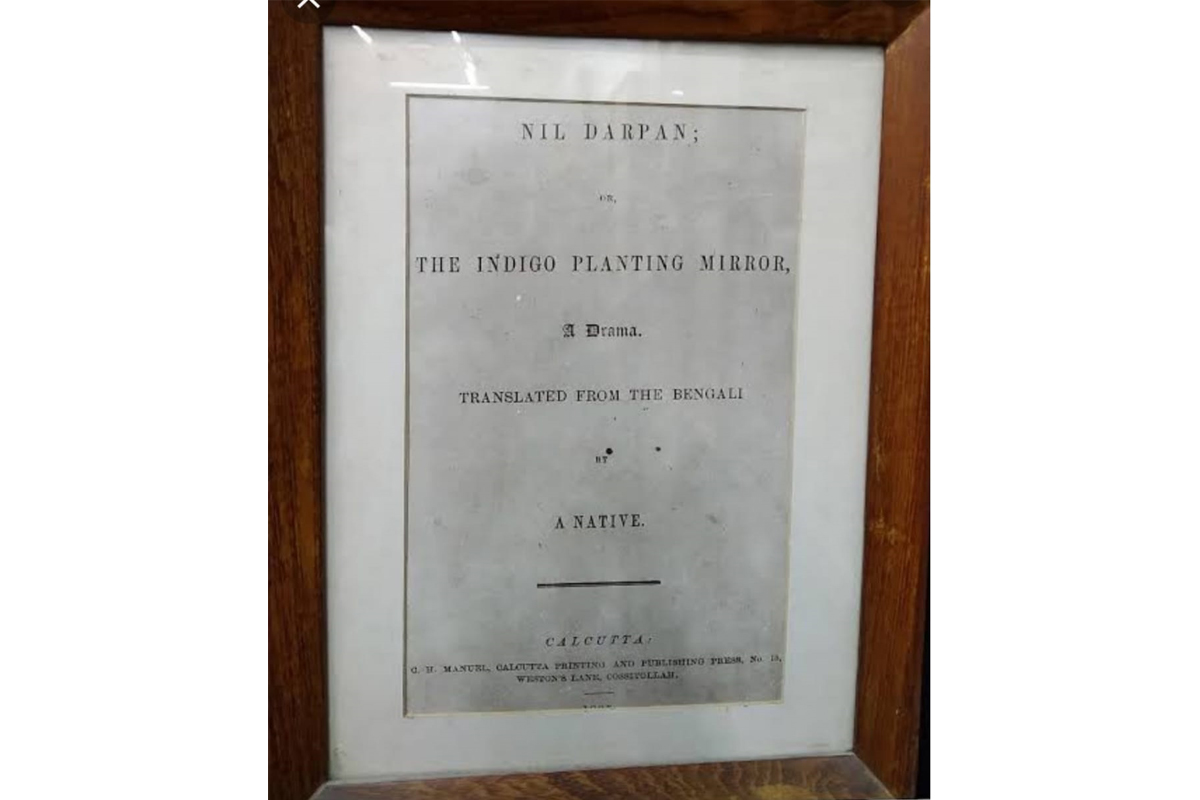 NIL DARPAN;
OR,
THE INDIGO PLANTING MIRROR,
A Drama.
TRANSLATED FROM THE BENGALI
BY
A NATIVE.
CALCUTTA:
C. H. MANUEL, CALCUTTA PRINTING AND PUBLISHING PRESS, No. 10,
WESTON'S LANE, COSSITOLLAH.